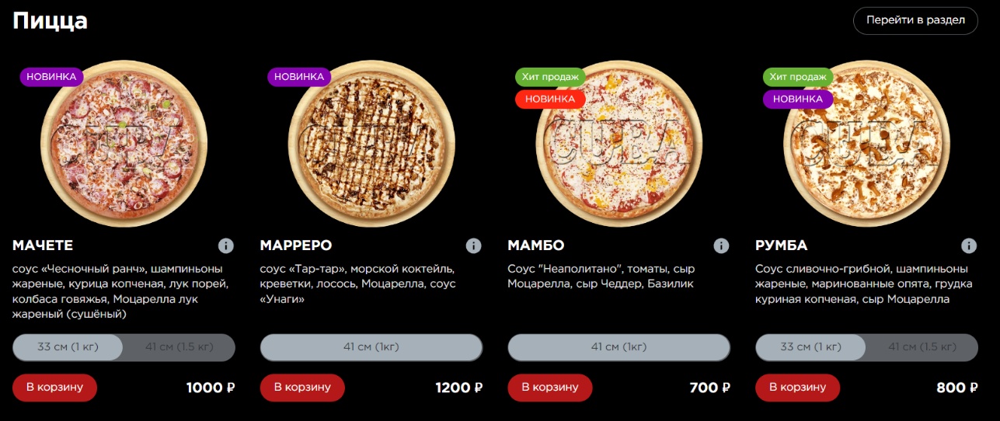 Пицца
Перейти в раздел
НОВИНКА
НОВИНКА
Хит продаж
НОВИНКА
Хит продаж
НОВИНКА
CUBA
CUBA
CUBA
CUBA
МАЧЕТЕ
соус «Чесночный ранч», шампиньоны
жареные, курица копченая, лук порей,
колбаса говяжья, Моцарелла лук
жареный (сушёный)
33 см (1 кг)
41 см (1.5 кг)
В корзину
1000 ₽
МАРРЕРО
соус «Тар-тар», морской коктейль,
креветки, лосось, Моцарелла, соус
«Унаги»
41 см (1кг)
В корзину
1200 ₽
МАМБО
Соус "Неаполитано", томаты, сыр
Моцарелла, сыр Чеддер, Базилик
41 см (1кг)
В корзину
700 ₽
РУМБА
Соус сливочно-грибной, шампиньоны
жареные, маринованные опята, грудка
куриная копченая, сыр Моцарелла
33 см (1 кг)
41 см (1.5 кг)
В корзину
800 ₽